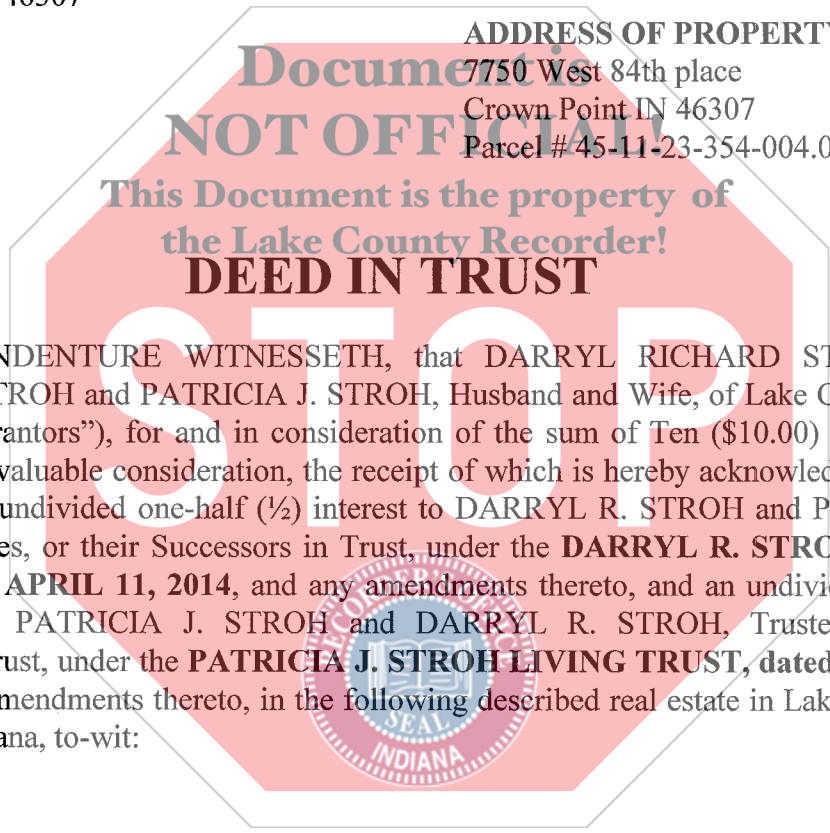 46307
ADDRESS OF PROPERTY
7750 West 84th place
Crown Point IN 46307
Parcel # 45-11-23-354-004.0
Document is
NOT OFFICIAL!
This Document is the property of
the Lake County Recorder!
DEED IN TRUST
STOP
NDENTURE WITNESSETH, that DARRYL RICHARD ST
TROH and PATRICIA J. STROH, Husband and Wife, of Lake C
rantors”), for and in consideration of the sum of Ten ($10.00)
valuable consideration, the receipt of which is hereby acknowled
undivided one-half (½) interest to DARRYL R. STROH and P
es, or their Successors in Trust, under the DARRYL R. STRO
APRIL 11, 2014, and any amendments thereto, and an undivi
PATRICIA J. STROH and DARRYL R. STROH, Truste
rust, under the PATRICIA J. STROH LIVING TRUST, dated
mendments thereto, in the following described real estate in Lak
ana, to-wit:
RECORDER'S OFFICE
SEAL
INDIANA